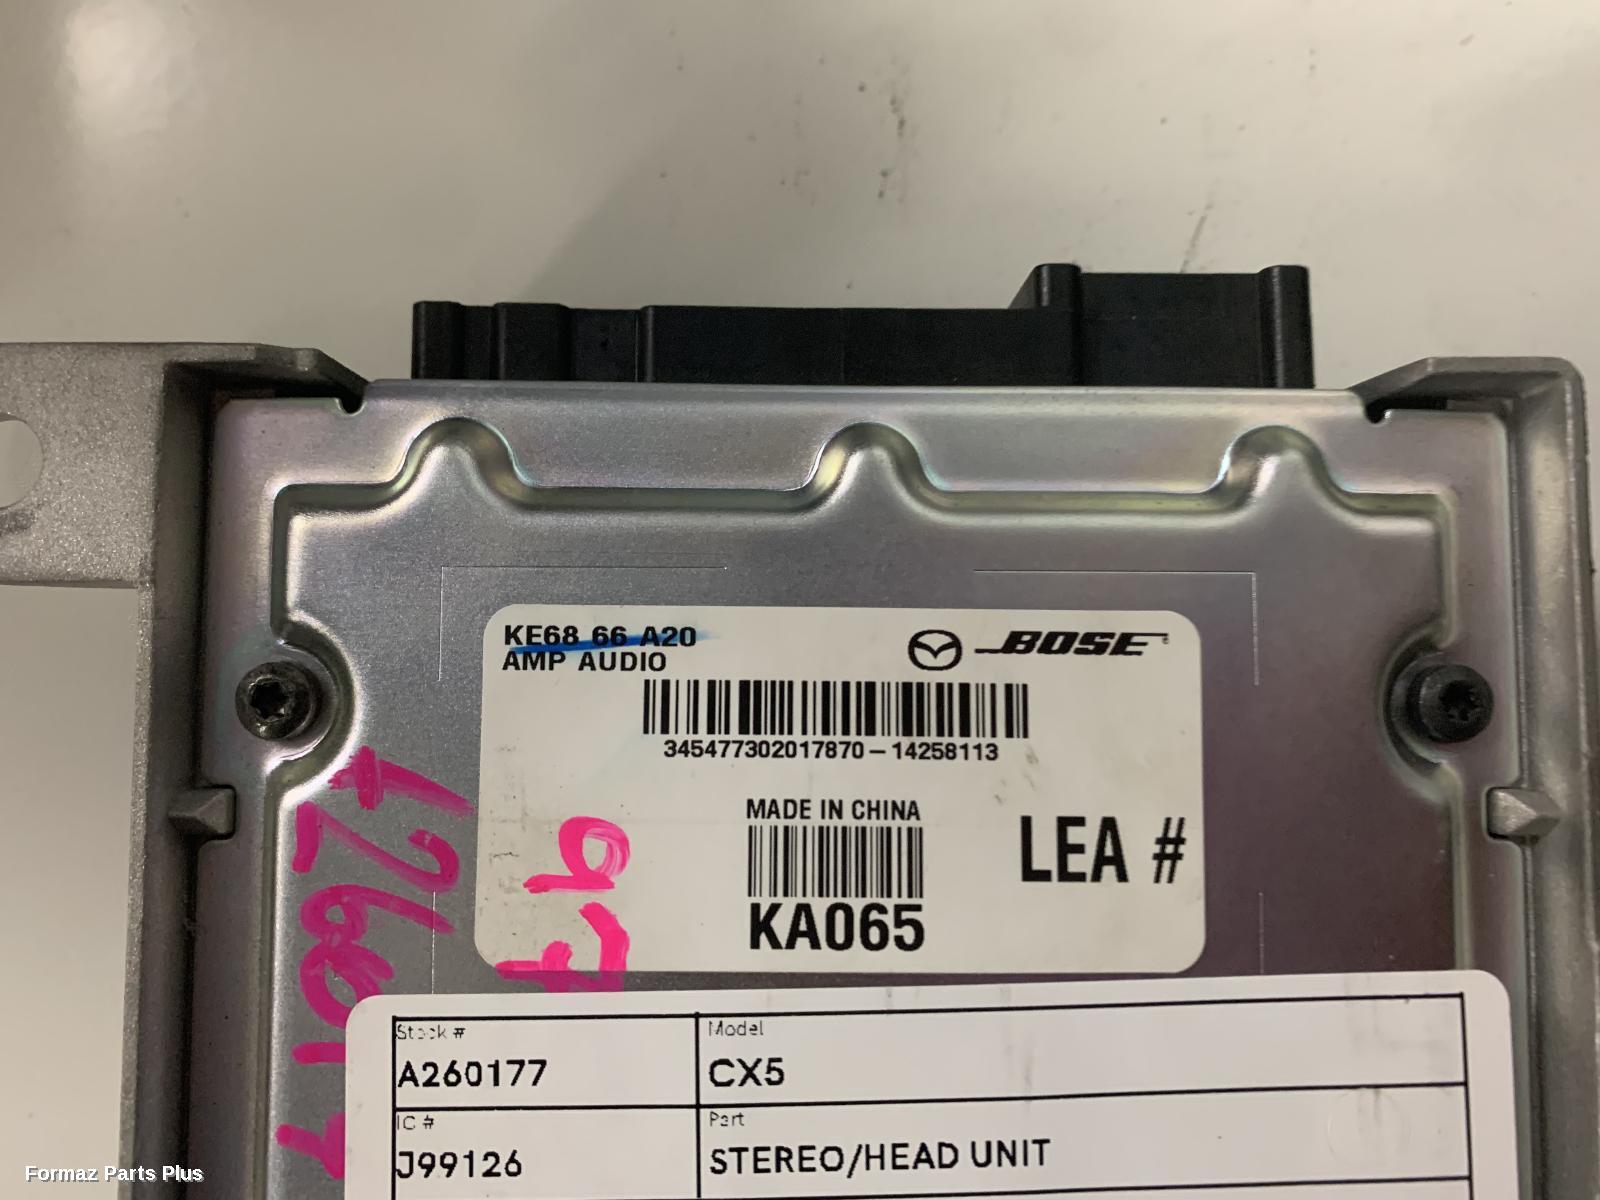 KE68 66 A20
AMP AUDIO
BOSE
345477302017870-14258113
MADE IN CHINA
KA065
LEA #
97
Stock #
A260177
Model
CX5
IC #
J99126
Part
STEREO/HEAD UNIT
Formaz Parts Plus